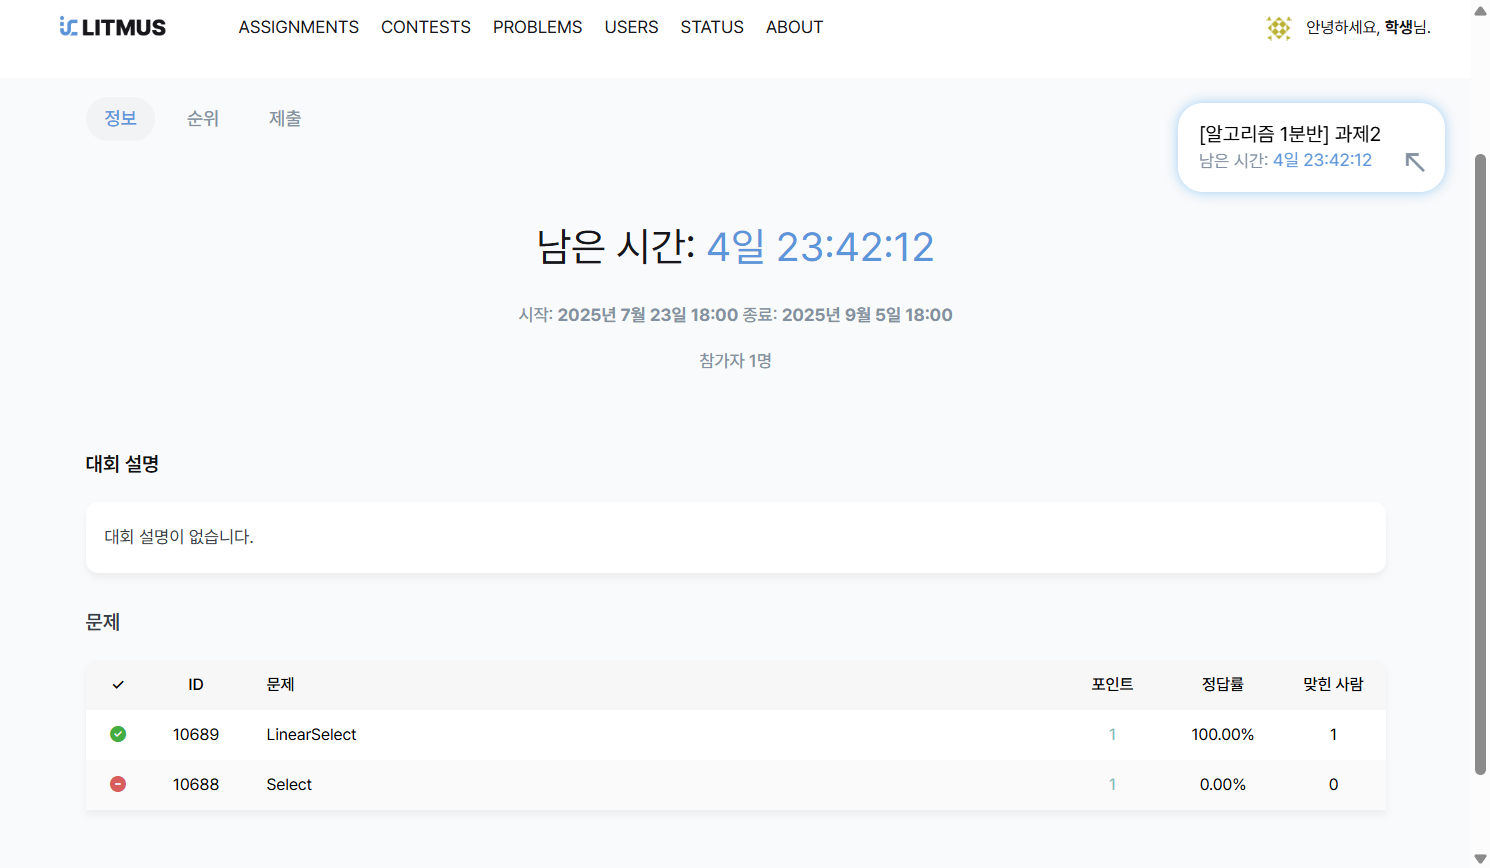 LITMUS ASSIGNMENTS CONTESTS PROBLEMS USERS STATUS ABOUT 안녕하세요, 학생님.
정보 순위 제출
[알고리즘 1분반] 과제2
남은 시간: 4일 23:42:12
남은 시간: 4일 23:42:12
시작: 2025년 7월 23일 18:00 종료: 2025년 9월 5일 18:00
참가자 1명
대회 설명
대회 설명이 없습니다.
문제
ID 문제 포인트 정답률 맞힌 사람
10689 LinearSelect 1 100.00% 1
10688 Select 1 0.00% 0